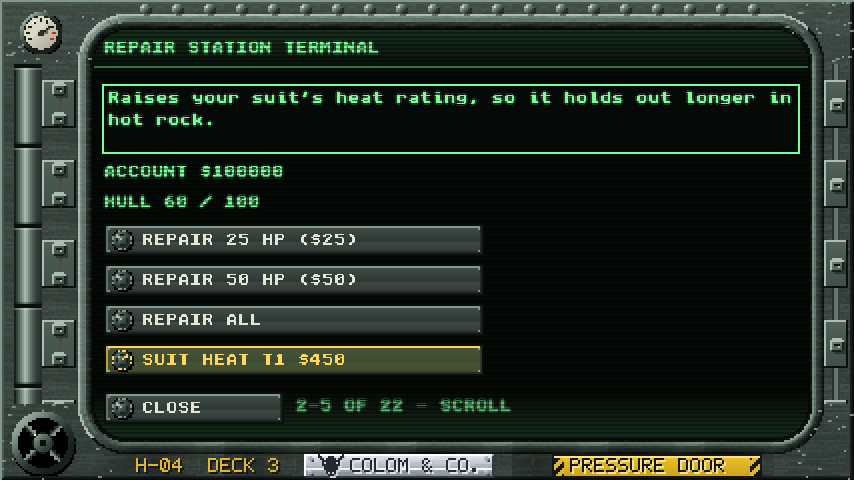 REPAIR STATION TERMINAL
Raises your suit's heat rating, so it holds out longer in
hot rock.
ACCOUNT $100000
HULL 60 / 100
REPAIR 25 HP ($25)
REPAIR 50 HP ($50)
REPAIR ALL
SUIT HEAT T1 $450
CLOSE
2-5 OF 22 - SCROLL
H-04 DECK 3
COLOM & CO.
PRESSURE DOOR